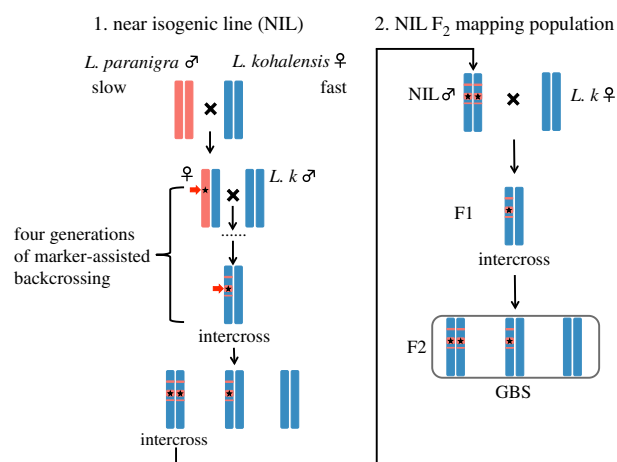 1. near isogenic line (NIL)
L. paranigra ♂
slow
L. kohalensis ♀
fast
♀
L. k ♂
four generations
of marker-assisted
backcrossing
......
intercross
intercross
2. NIL F2 mapping population
NIL ♂
L. k ♀
F1
intercross
F2
GBS